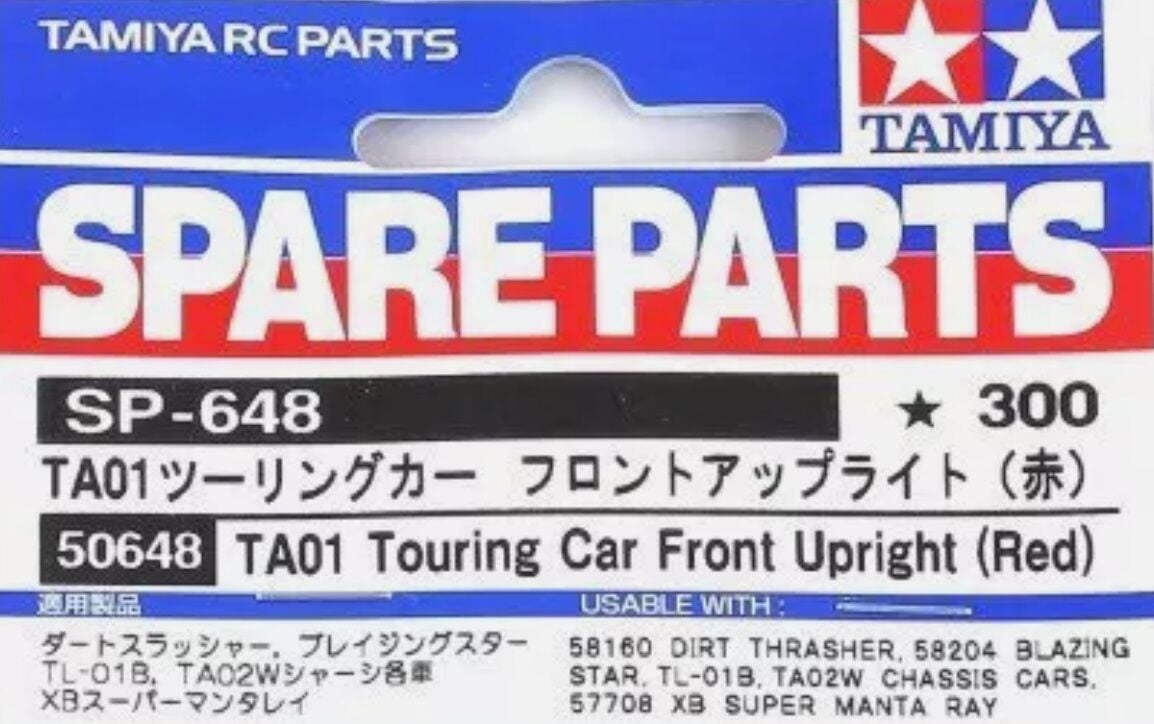 TAMIYA RC PARTS
TAMIYA
SPARE PARTS
SP-648
★ 300
TA01ツーリングカー フロントアップライト（赤）
50648 TA01 Touring Car Front Upright (Red)
適用製品
ダートスラッシャー, ブレイジングスター
TL-01B, TA02Wシャーシ各車
XBスーパーマンタレイ
USABLE WITH :
58160 DIRT THRASHER, 58204 BLAZING
STAR, TL-01B, TA02W CHASSIS CARS,
57708 XB SUPER MANTA RAY